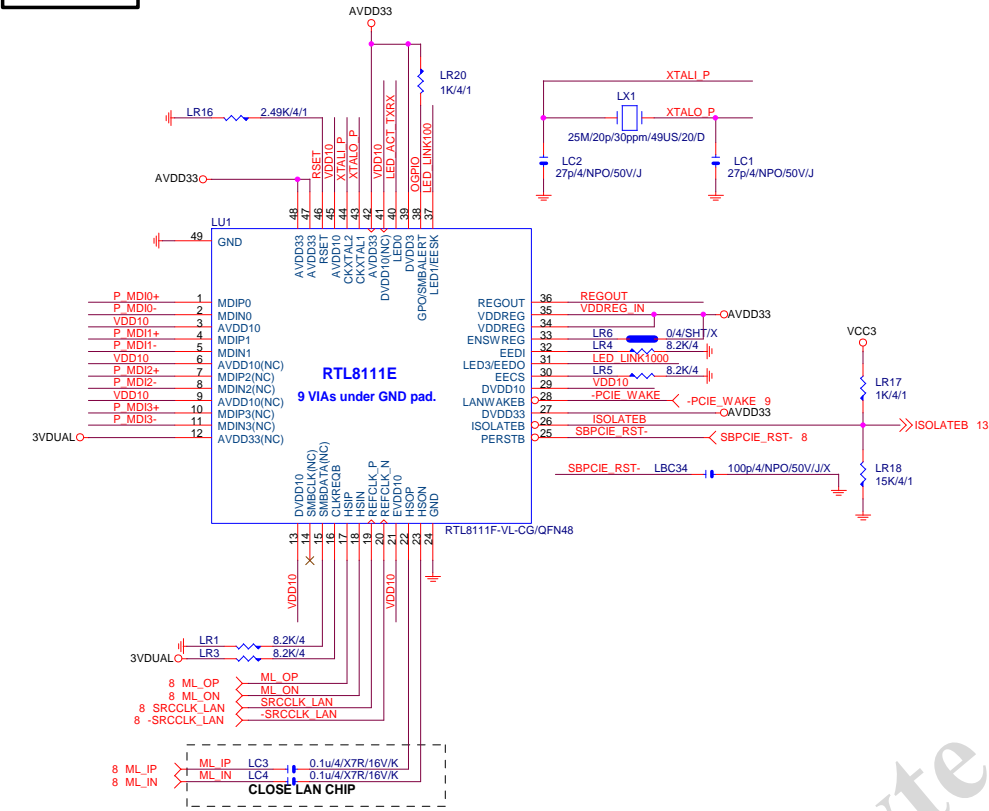 AVDD33
LR20
1K/4/1
XTALI_P
LX1
XTALO_P
25M/20p/30ppm/49US/20/D
LC2
27p/4/NPO/50V/J
LC1
27p/4/NPO/50V/J
LR16 2.49K/4/1
AVDD33
RSET
VDD10
XTALI_P
XTALO_P
VDD10
LED_ACT_TXRX
OGPIO
LED_LINK100
48 47 46 45 44 43 42 41 40 39 38 37
LU1
49 GND
AVDD33
AVDD33
RSET
AVDD10
CKXTAL2
CKXTAL1
AVDD33
DVDD10(NC)
LED0
DVDD3
GPO/SMBALERT
LED1/EESK
P_MDI0+ 1 MDIP0
P_MDI0- 2 MDIN0
VDD10 3 AVDD10
P_MDI1+ 4 MDIP1
P_MDI1- 5 MDIN1
VDD10 6 AVDD10(NC)
P_MDI2+ 7 MDIP2(NC)
P_MDI2- 8 MDIN2(NC)
VDD10 9 AVDD10(NC)
P_MDI3+ 10 MDIP3(NC)
P_MDI3- 11 MDIN3(NC)
3VDUAL 12 AVDD33(NC)
RTL8111E
9 VIAs under GND pad.
REGOUT 36 REGOUT
VDDREG 35 VDDREG_IN AVDD33
VDDREG 34
ENSWREG 33 LR6 0/4/SHT/X
EEDI 32 LR4 8.2K/4
LED3/EEDO 31 LED_LINK1000
EECS 30 LR5 8.2K/4
DVDD10 29 VDD10
LANWAKEB 28 -PCIE_WAKE -PCIE_WAKE 9
DVDD33 27 AVDD33
ISOLATEB 26 ISOLATEB
PERSTB 25 SBPCIE_RST- SBPCIE_RST- 8
VCC3
LR17
1K/4/1
ISOLATEB 13
LR18
15K/4/1
SBPCIE_RST- LBC34 100p/4/NPO/50V/J/X
DVDD10
SMBCLK(NC)
SMBDATA(NC)
CLKREQB
HSIP
HSIN
REFCLK_P
REFCLK_N
EVDD10
HSOP
HSON
GND
RTL8111F-VL-CG/QFN48
13 14 15 16 17 18 19 20 21 22 23 24
VDD10
VDD10
LR1 8.2K/4
3VDUAL LR3 8.2K/4
8 ML_OP ML_OP
8 ML_ON ML_ON
8 SRCCLK_LAN SRCCLK_LAN
8 -SRCCLK_LAN -SRCCLK_LAN
8 ML_IP ML_IP LC3 0.1u/4/X7R/16V/K
8 ML_IN ML_IN LC4 0.1u/4/X7R/16V/K
CLOSE LAN CHIP